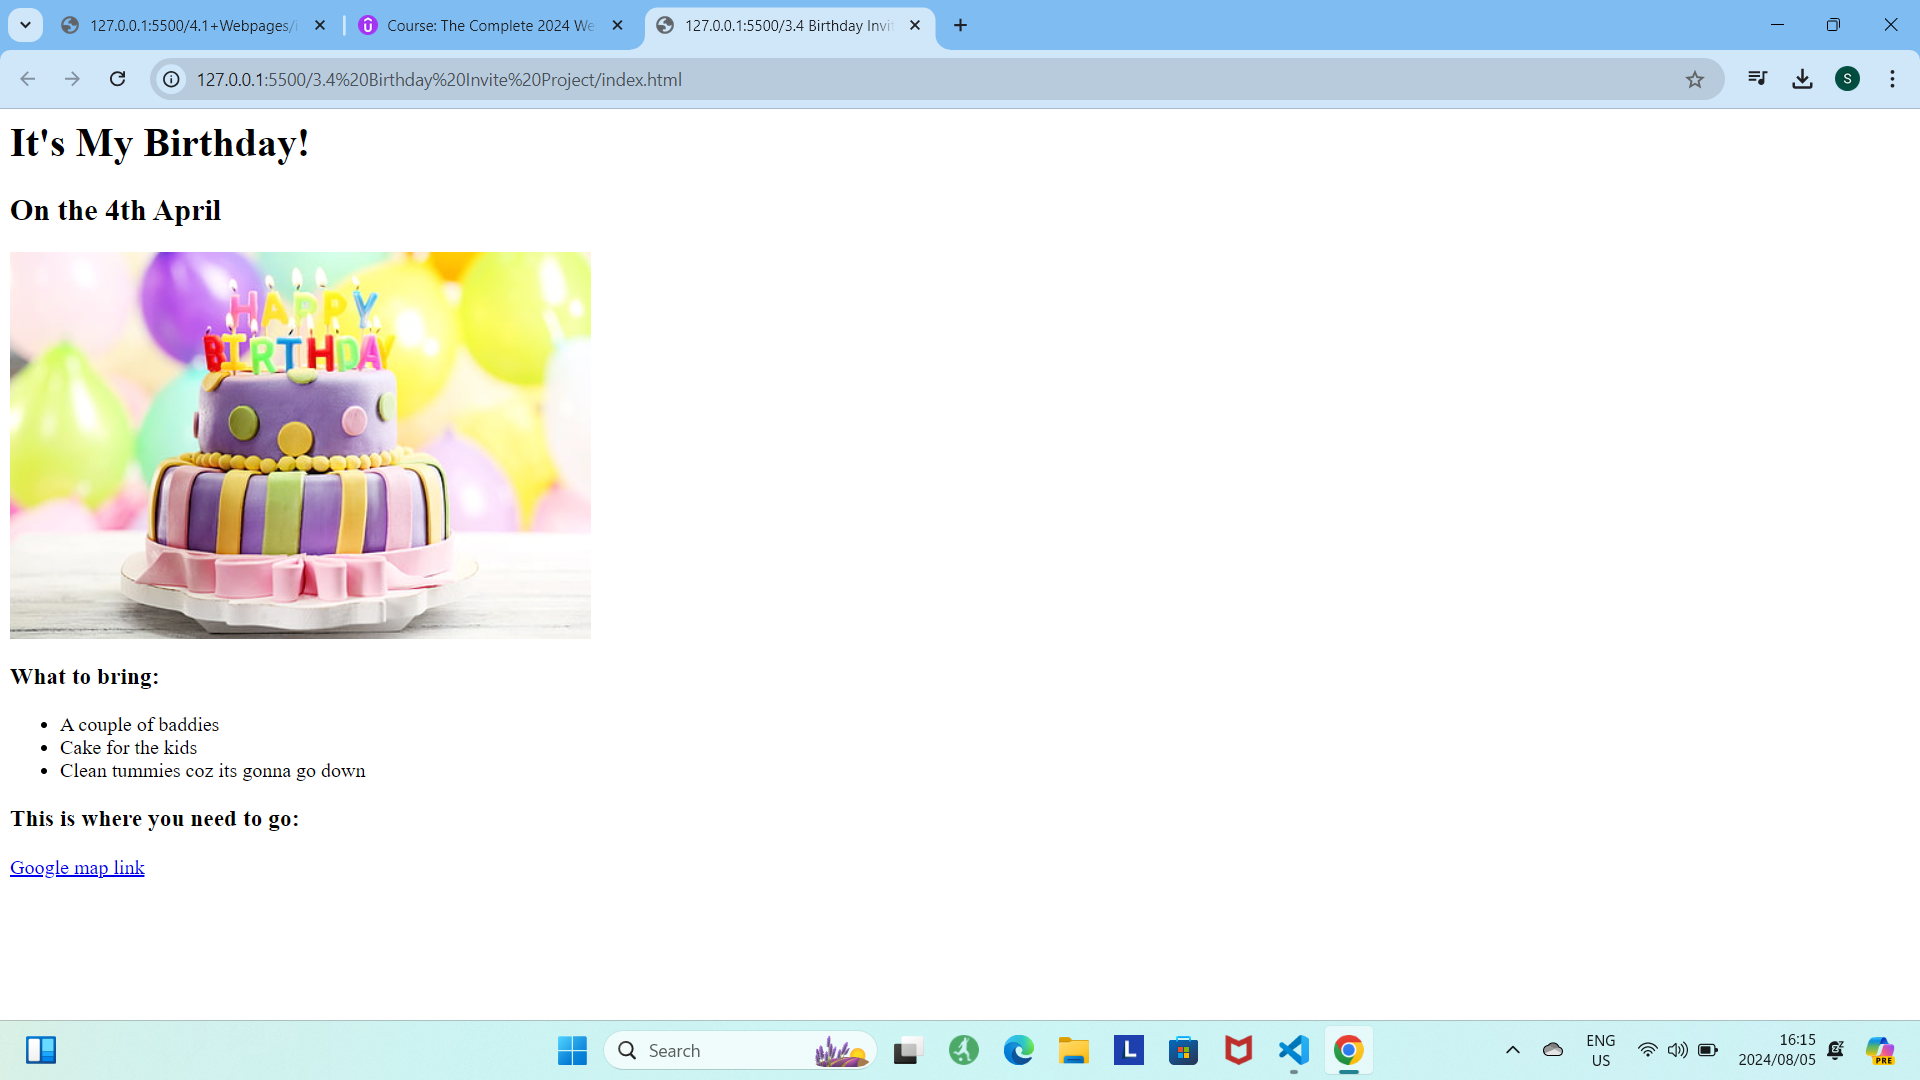 127.0.0.1:5500/4.1+Webpages/i
Course: The Complete 2024 We
127.0.0.1:5500/3.4 Birthday Invit
127.0.0.1:5500/3.4%20Birthday%20Invite%20Project/index.html
S
It's My Birthday!
On the 4th April
HAPPY
BIRTHDAY
What to bring:
A couple of baddies
Cake for the kids
Clean tummies coz its gonna go down
This is where you need to go:
Google map link
Search
L
ENG
US
16:15
2024/08/05
PRE